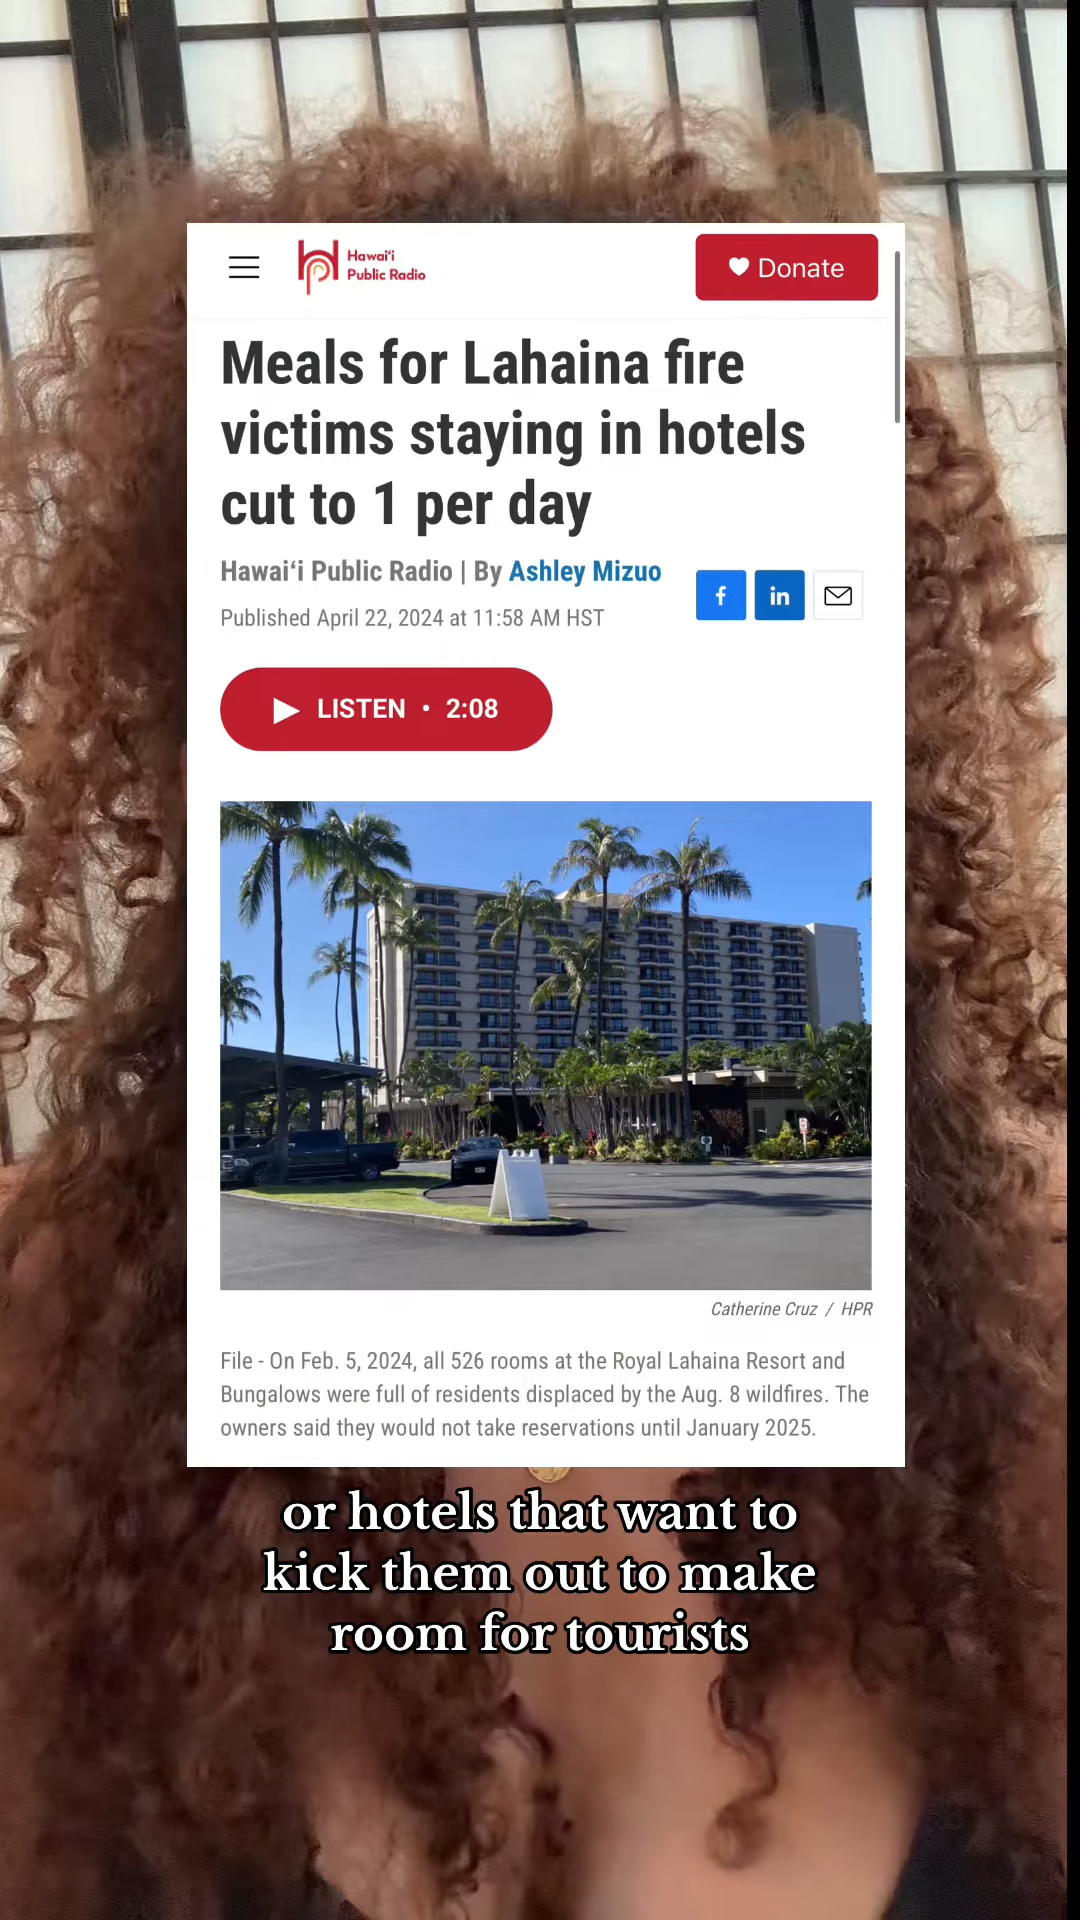 Hawaiʻi
Public Radio
Donate
Meals for Lahaina fire
victims staying in hotels
cut to 1 per day
Hawaiʻi Public Radio | By Ashley Mizuo
Published April 22, 2024 at 11:58 AM HST
f
in
LISTEN • 2:08
Catherine Cruz / HPR
File - On Feb. 5, 2024, all 526 rooms at the Royal Lahaina Resort and
Bungalows were full of residents displaced by the Aug. 8 wildfires. The
owners said they would not take reservations until January 2025.
or hotels that want to
kick them out to make
room for tourists